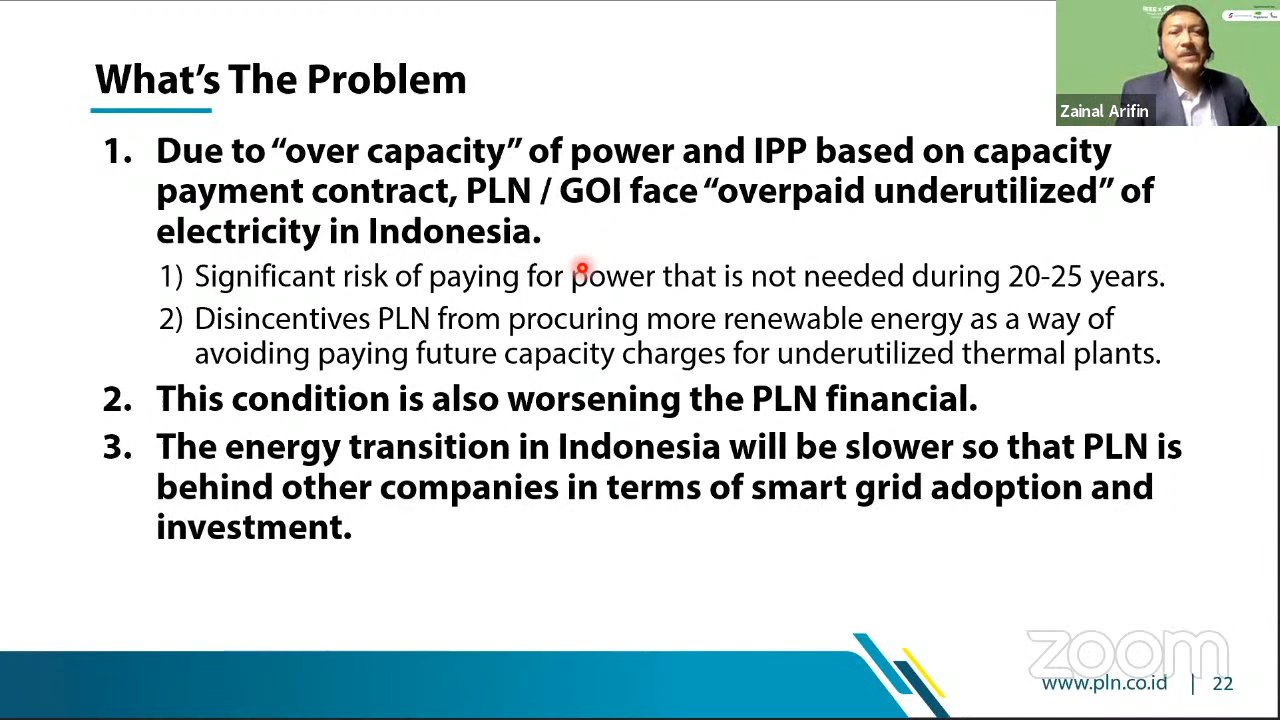 What's The Problem
Zainal Arifin
1. Due to “over capacity” of power and IPP based on capacity
payment contract, PLN / GOI face “overpaid underutilized” of
electricity in Indonesia.
1) Significant risk of paying for power that is not needed during 20-25 years.
2) Disincentives PLN from procuring more renewable energy as a way of
avoiding paying future capacity charges for underutilized thermal plants.
2. This condition is also worsening the PLN financial.
3. The energy transition in Indonesia will be slower so that PLN is
behind other companies in terms of smart grid adoption and
investment.
zoom
www.pln.co.id | 22